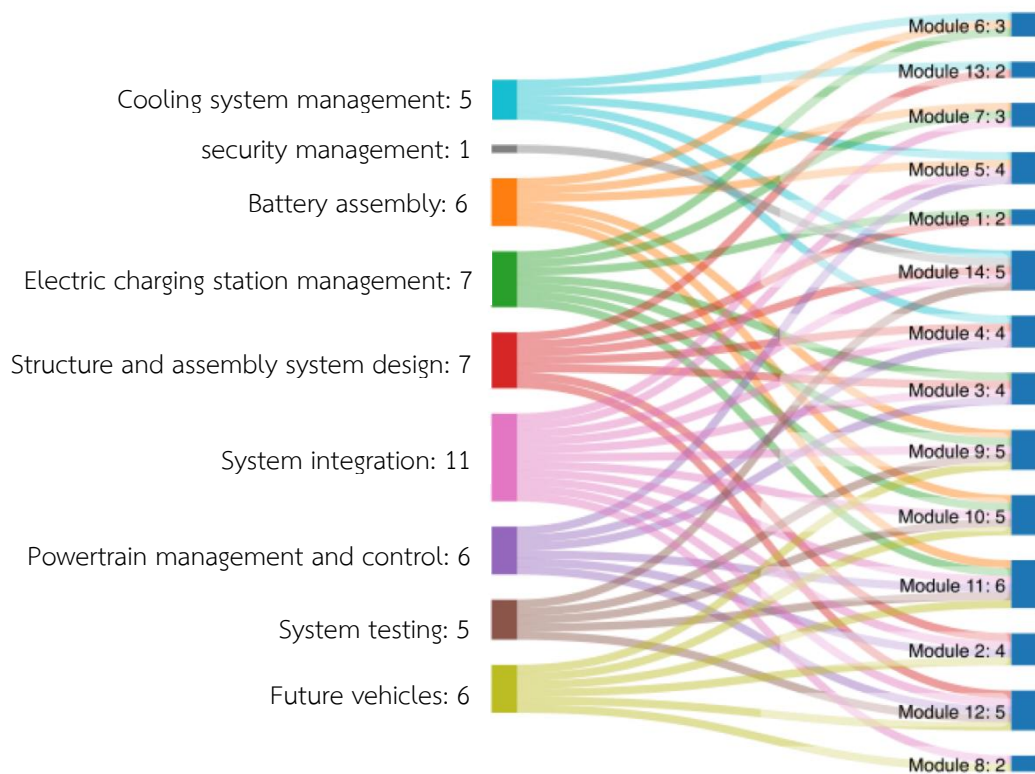 Cooling system management: 5
security management: 1
Battery assembly: 6
Electric charging station management: 7
Structure and assembly system design: 7
System integration: 11
Powertrain management and control: 6
System testing: 5
Future vehicles: 6
Module 6: 3
Module 13: 2
Module 7: 3
Module 5: 4
Module 1: 2
Module 14: 5
Module 4: 4
Module 3: 4
Module 9: 5
Module 10: 5
Module 11: 6
Module 2: 4
Module 12: 5
Module 8: 2